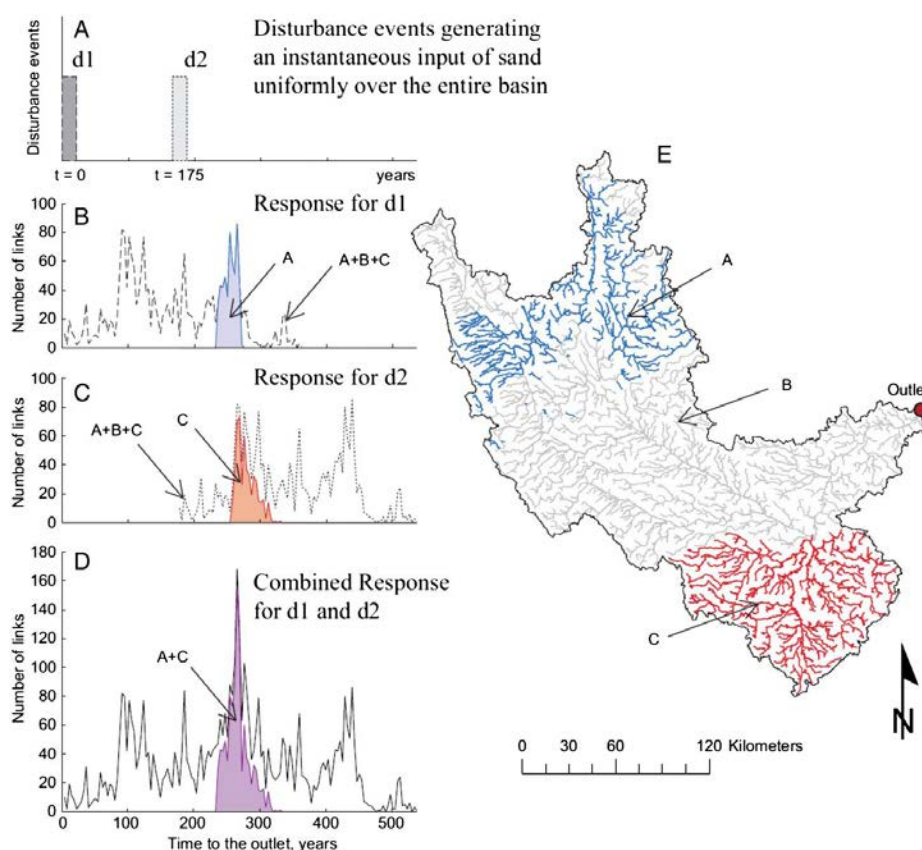 A
Disturbance events generating
an instantaneous input of sand
uniformly over the entire basin
Disturbance events
d1
d2
t = 0
t = 175
years
B
Response for d1
Number of links
80
60
40
20
0
A
A+B+C
C
Response for d2
Number of links
80
60
40
20
0
A+B+C
C
D
Combined Response
for d1 and d2
Number of links
180
160
140
120
100
80
60
40
20
0
A+C
0 100 200 300 400 500
Time to the outlet, years
E
A
B
Outle
C
0 30 60 120 Kilometers
N